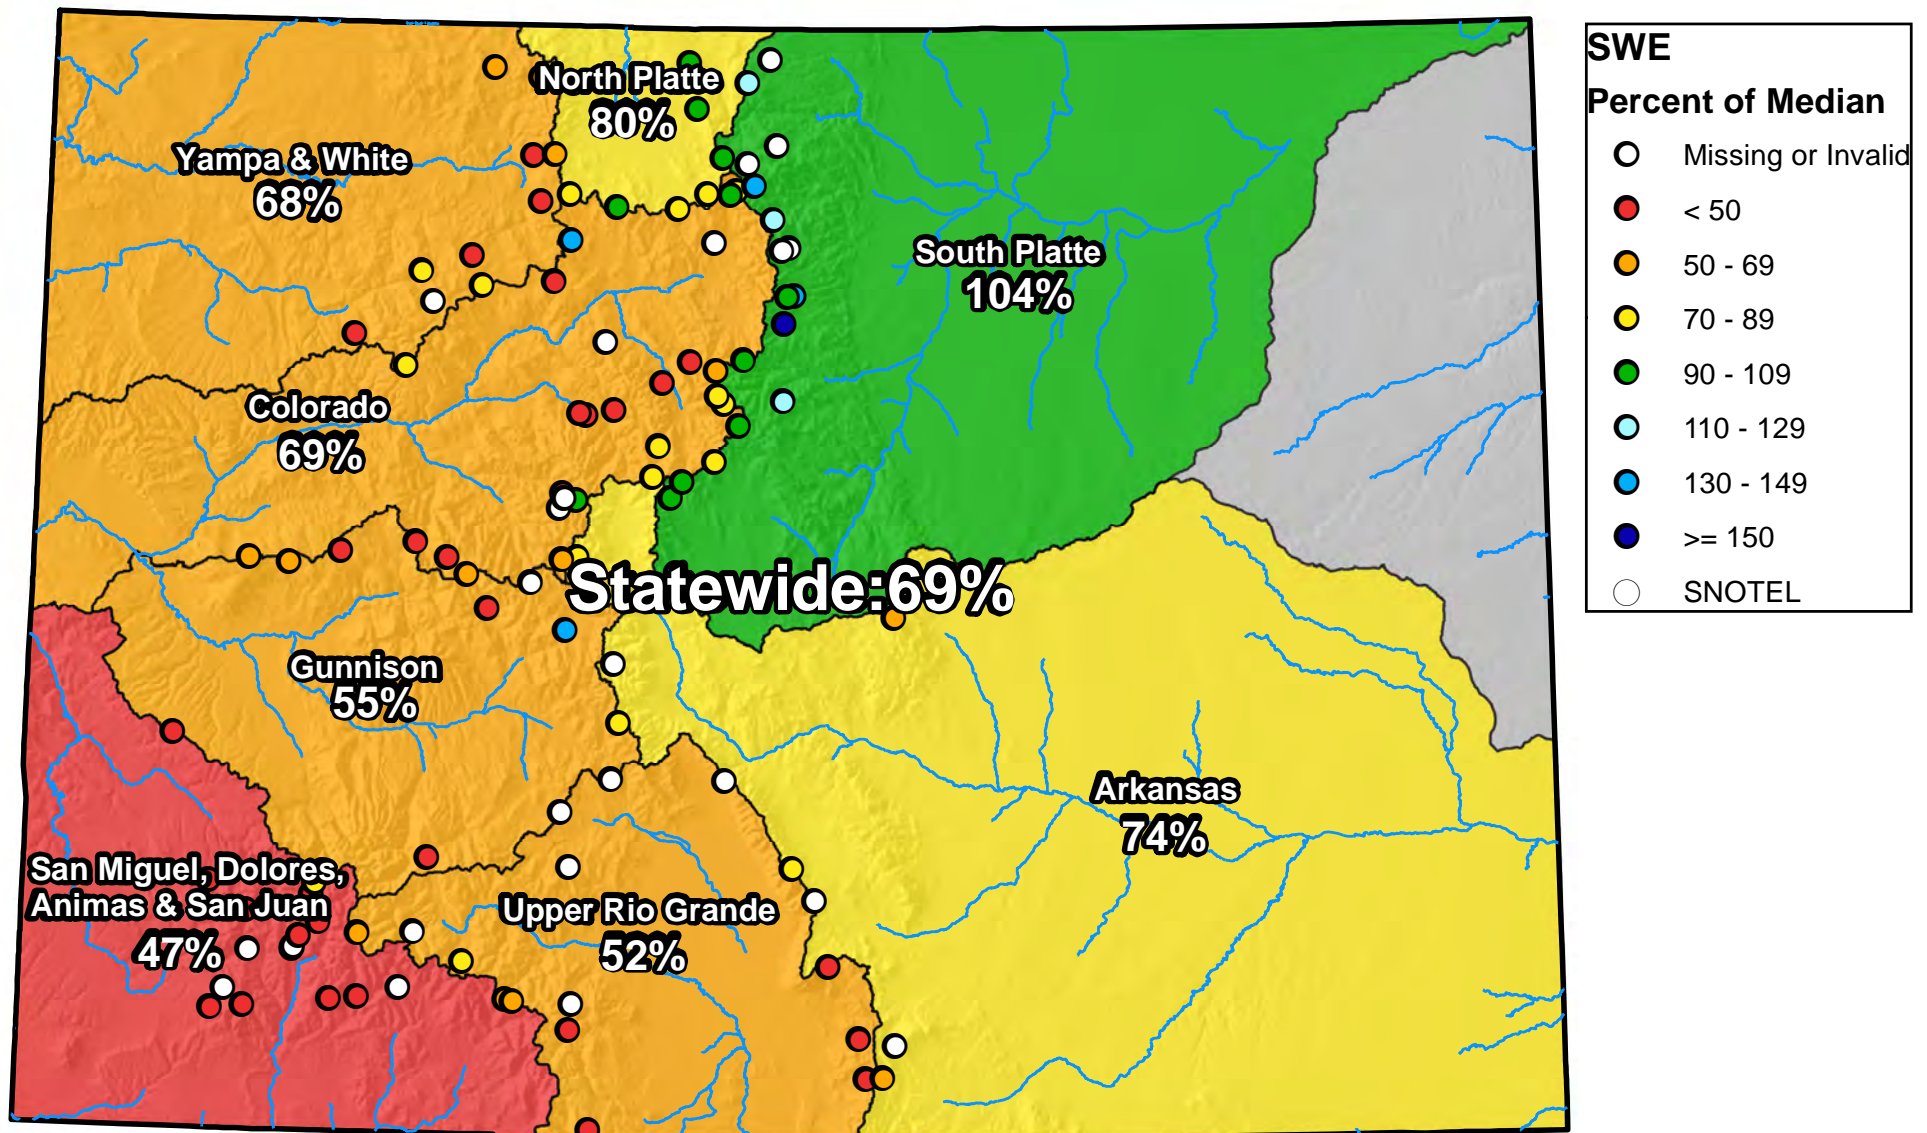 North Platte
80%
Yampa & White
68%
South Platte
104%
Colorado
69%
Statewide:69%
Gunnison
55%
Arkansas
74%
San Miguel, Dolores,
Animas & San Juan
47%
Upper Rio Grande
52%
SWE
Percent of Median
Missing or Invalid
< 50
50 - 69
70 - 89
90 - 109
110 - 129
130 - 149
>= 150
SNOTEL